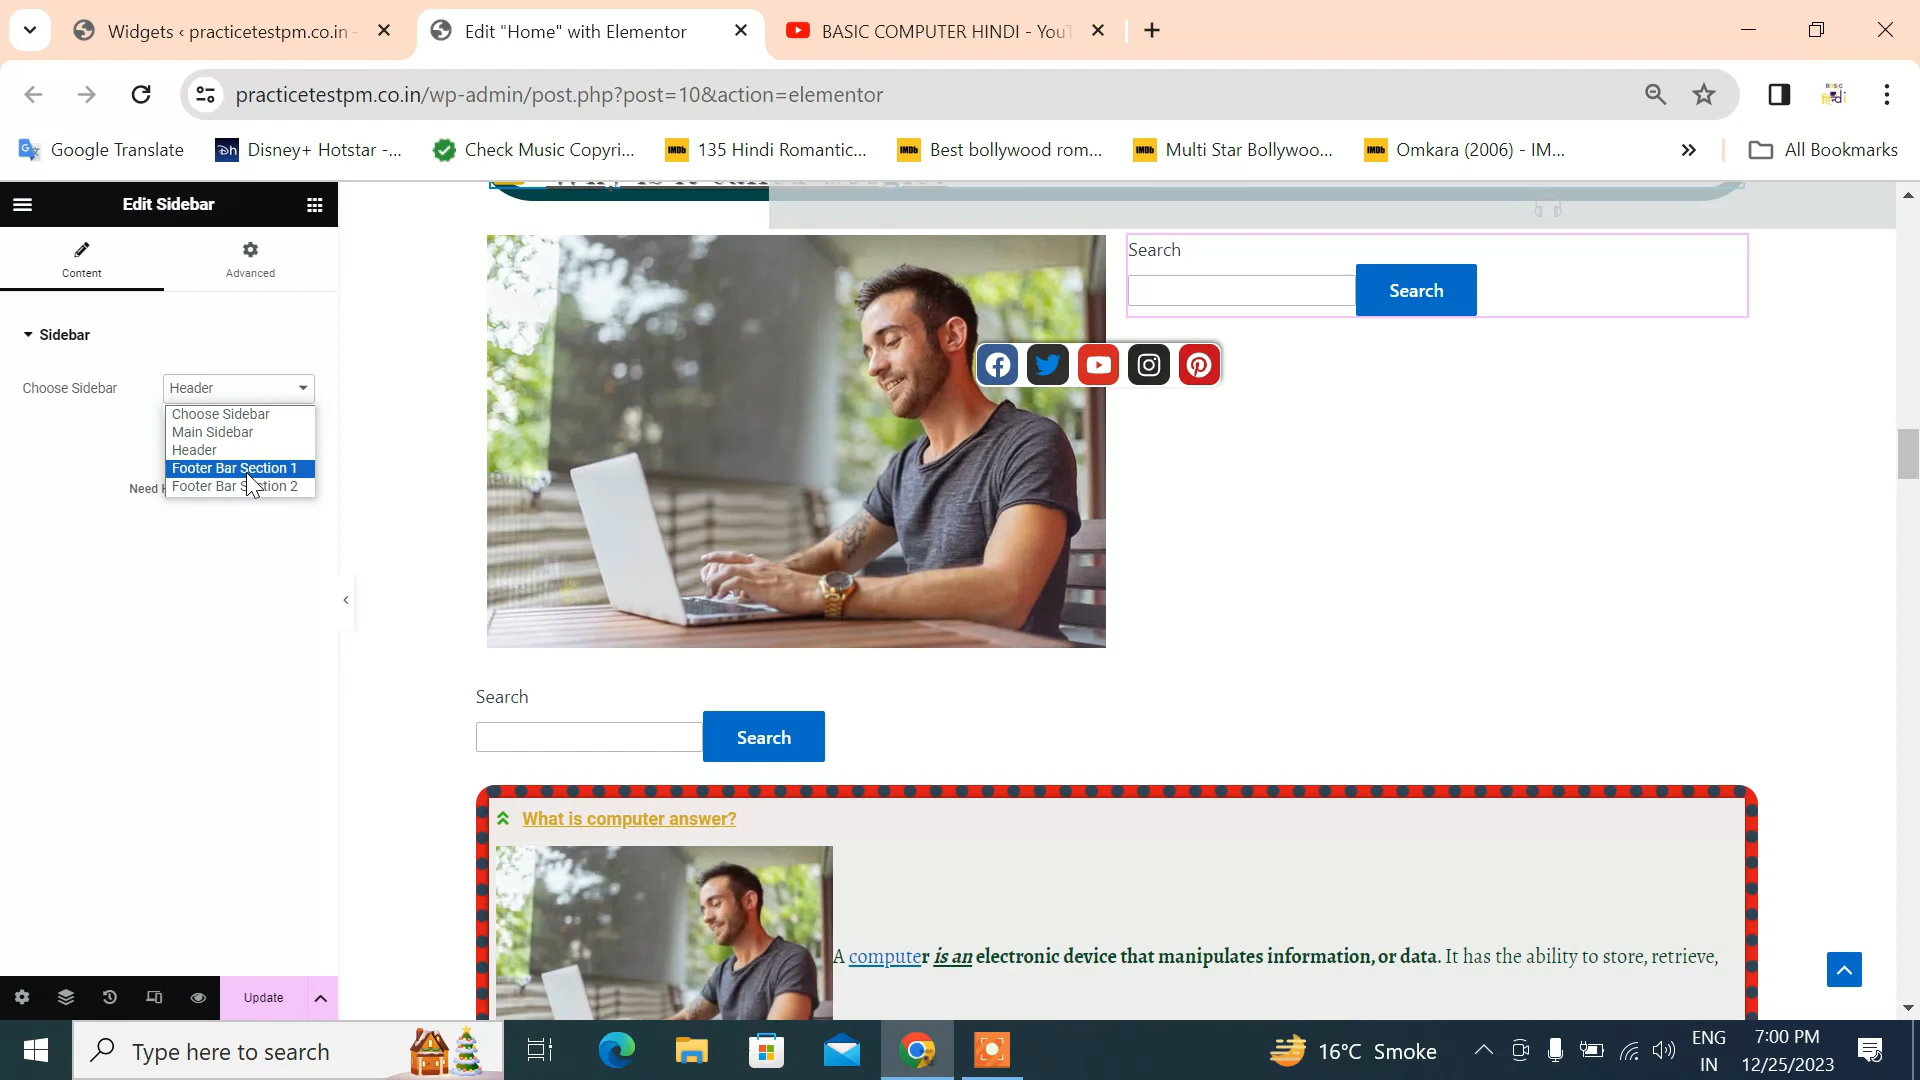 Widgets ‹ practicetestpm.co.in -
Edit "Home" with Elementor
BASIC COMPUTER HINDI - You
practicetestpm.co.in/wp-admin/post.php?post=10&action=elementor
Google Translate
Disney+ Hotstar -...
Check Music Copyri...
IMDb
135 Hindi Romantic...
IMDb
Best bollywood rom...
IMDb
Multi Star Bollywoo...
IMDb
Omkara (2006) - IM...
»
All Bookmarks
Edit Sidebar
Content
Advanced
Sidebar
Choose Sidebar
Header
Choose Sidebar
Main Sidebar
Header
Footer Bar Section 1
Footer Bar Section 2
Need
Update
Search
Search
Search
Search
What is computer answer?
A computer is an electronic device that manipulates information, or data. It has the ability to store, retrieve,
Type here to search
16°C Smoke
ENG
IN
7:00 PM
12/25/2023